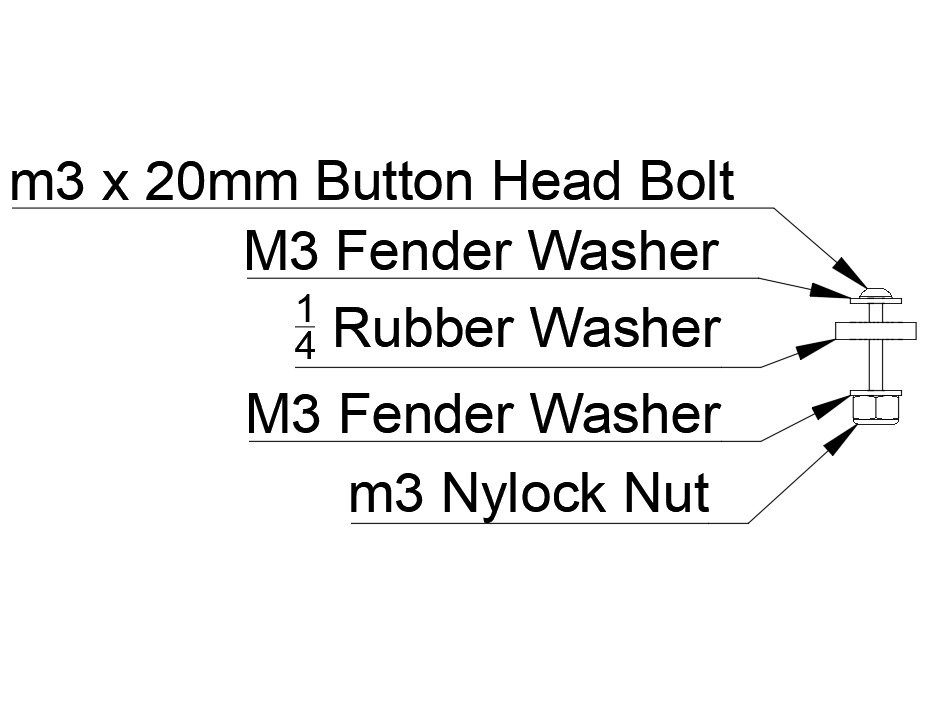 m3 x 20mm Button Head Bolt
M3 Fender Washer
1/4 Rubber Washer
M3 Fender Washer
m3 Nylock Nut